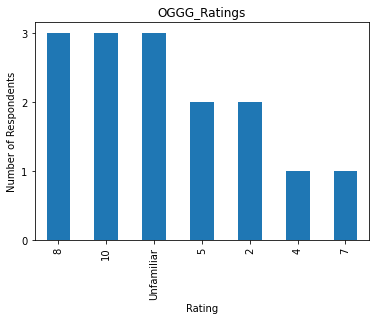 OGGG_Ratings
Number of Respondents
3
2
1
0
8
10
Unfamiliar
5
2
4
7
Rating